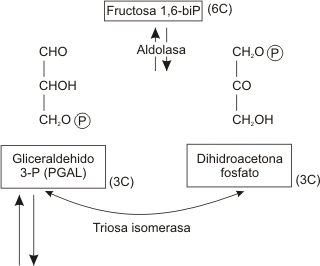 Fructosa 1,6-biP (6C)
Aldolasa
CHO
CHOH
CH₂O P
CH₂O P
CO
CH₂OH
Gliceraldehido
3-P (PGAL)
(3C)
Dihidroacetona
fosfato
(3C)
Triosa isomerasa